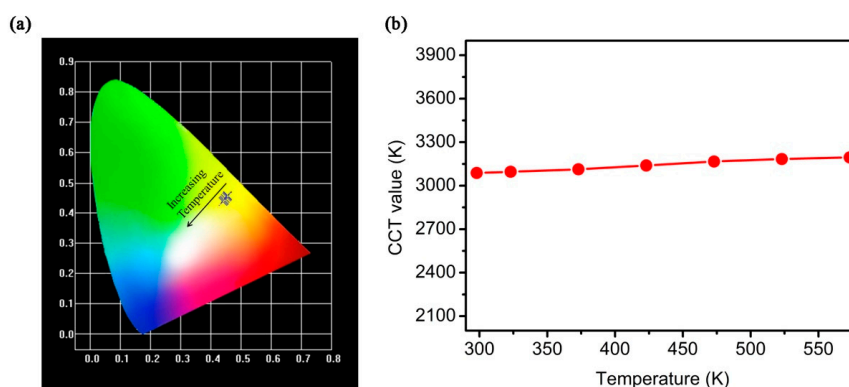 (a)
0.9
0.8
0.7
0.6
0.5
0.4
0.3
0.2
0.1
0.0
0.0 0.1 0.2 0.3 0.4 0.5 0.6 0.7 0.8
Increasing
Temperature
(b)
CCT value (K)
3900
3600
3300
3000
2700
2400
2100
300 350 400 450 500 550
Temperature (K)